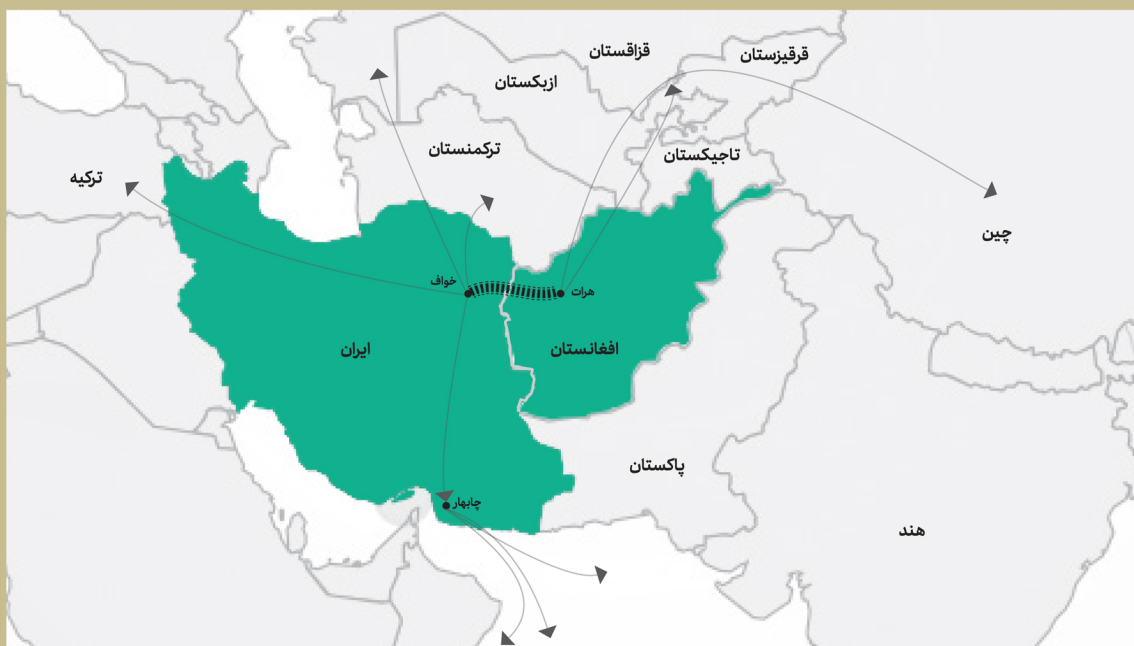 قزاقستان
قرقیزستان
ازبکستان
ترکمنستان
تاجیکستان
ترکیه
چین
خواف
هرات
ایران
افغانستان
پاکستان
چابهار
هند